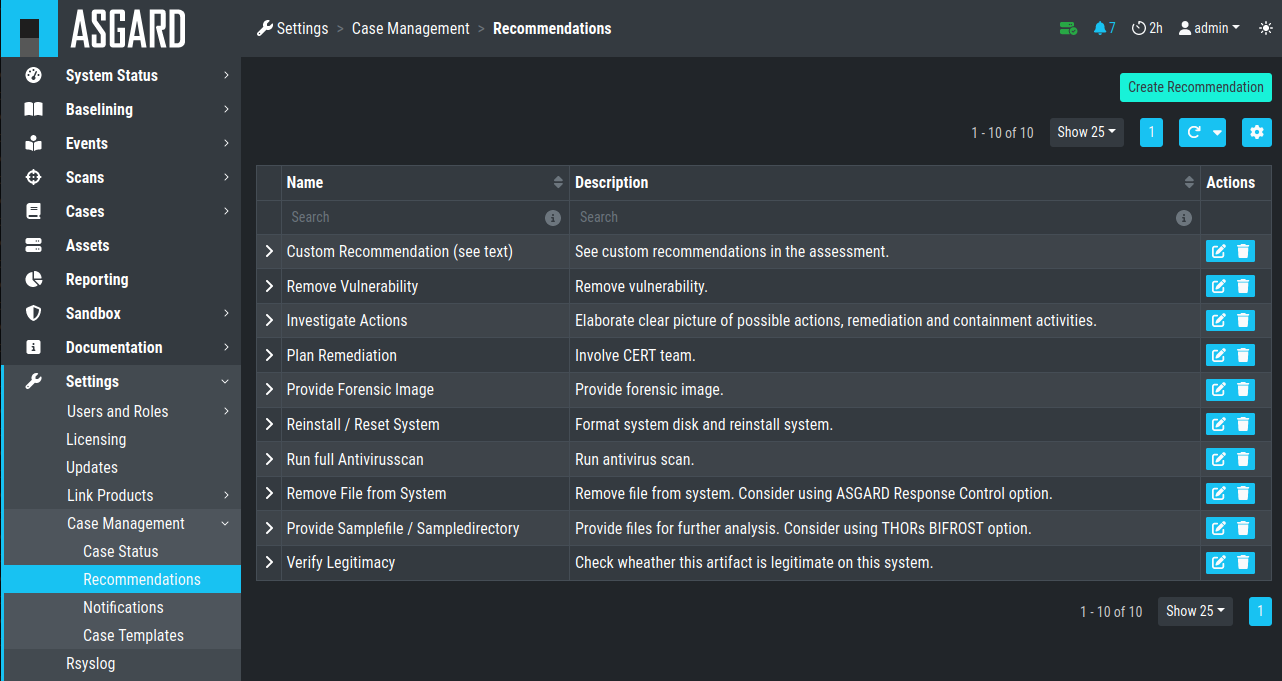 ASGARD
Settings > Case Management > Recommendations
7
2h
admin
System Status
Baselining
Events
Scans
Cases
Assets
Reporting
Sandbox
Documentation
Settings
Users and Roles
Licensing
Updates
Link Products
Case Management
Case Status
Recommendations
Notifications
Case Templates
Rsyslog
Create Recommendation
1 - 10 of 10 Show 25 1
Name Description Actions
Search Search
Custom Recommendation (see text) See custom recommendations in the assessment.
Remove Vulnerability Remove vulnerability.
Investigate Actions Elaborate clear picture of possible actions, remediation and containment activities.
Plan Remediation Involve CERT team.
Provide Forensic Image Provide forensic image.
Reinstall / Reset System Format system disk and reinstall system.
Run full Antivirusscan Run antivirus scan.
Remove File from System Remove file from system. Consider using ASGARD Response Control option.
Provide Samplefile / Sampledirectory Provide files for further analysis. Consider using THORs BIFROST option.
Verify Legitimacy Check wheather this artifact is legitimate on this system.
1 - 10 of 10 Show 25 1